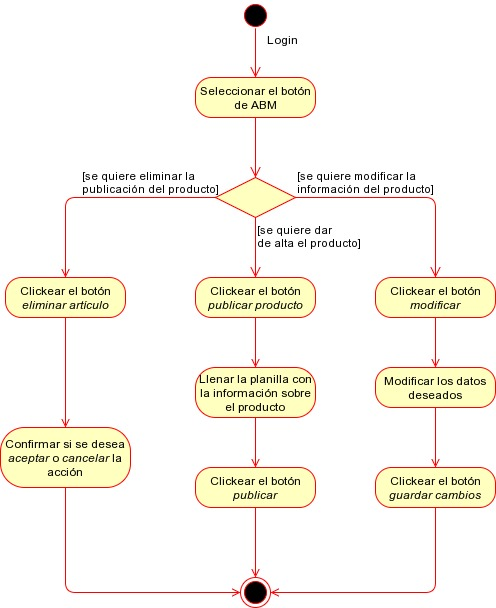 Login
Seleccionar el botón
de ABM
[se quiere eliminar la
publicación del producto]
[se quiere modificar la
información del producto]
[se quiere dar
de alta el producto]
Clickear el botón
eliminar artículo
Clickear el botón
publicar producto
Clickear el botón
modificar
Llenar la planilla con
la información sobre
el producto
Modificar los datos
deseados
Confirmar si se desea
aceptar o cancelar la
acción
Clickear el botón
publicar
Clickear el botón
guardar cambios